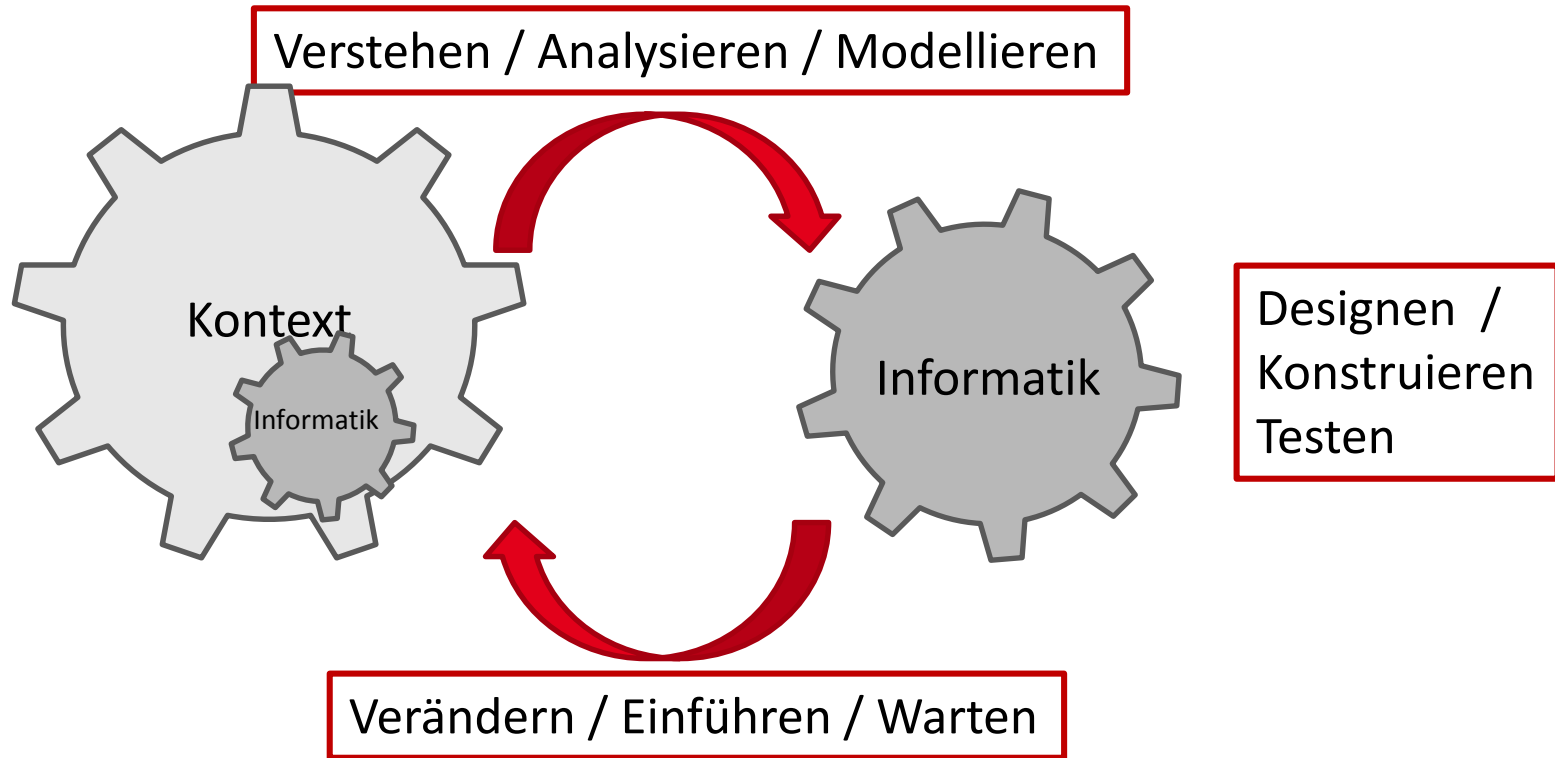 Verstehen / Analysieren / Modellieren
Kontext
Informatik
Informatik
Designen /
Konstruieren
Testen
Verändern / Einführen / Warten